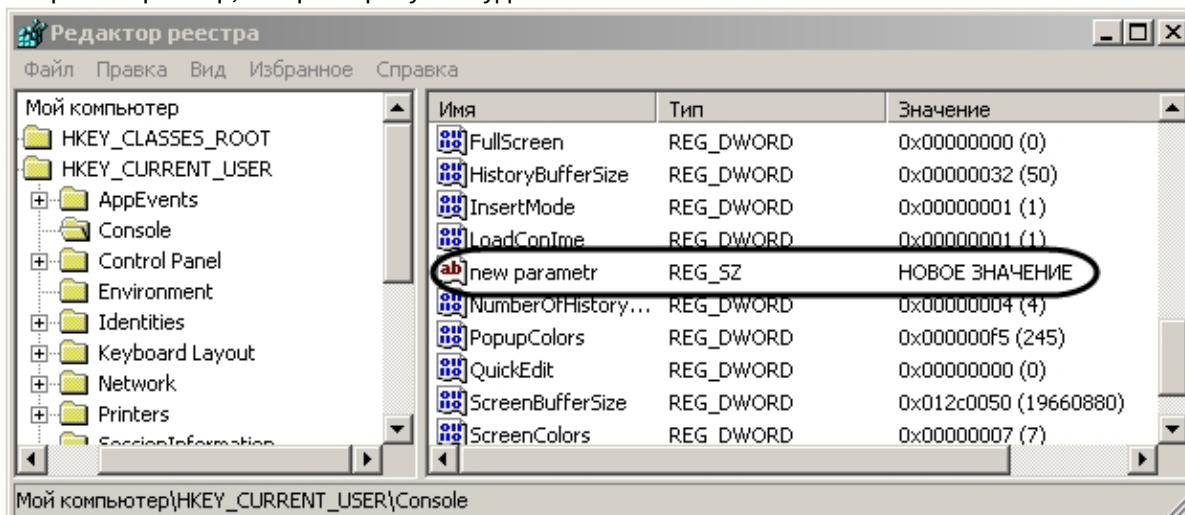 Редактор реестра
Файл Правка Вид Избранное Справка
Мой компьютер
HKEY_CLASSES_ROOT
HKEY_CURRENT_USER
AppEvents
Console
Control Panel
Environment
Identities
Keyboard Layout
Network
Printers
SessionInformation
Имя Тип Значение
FullScreen REG_DWORD 0x00000000 (0)
HistoryBufferSize REG_DWORD 0x00000032 (50)
InsertMode REG_DWORD 0x00000001 (1)
LoadConIme REG_DWORD 0x00000001 (1)
new parametr REG_SZ НОВОЕ ЗНАЧЕНИЕ
NumberOfHistory... REG_DWORD 0x00000004 (4)
PopupColors REG_DWORD 0x000000f5 (245)
QuickEdit REG_DWORD 0x00000000 (0)
ScreenBufferSize REG_DWORD 0x012c0050 (19660880)
ScreenColors REG_DWORD 0x00000007 (7)
Мой компьютер\HKEY_CURRENT_USER\Console